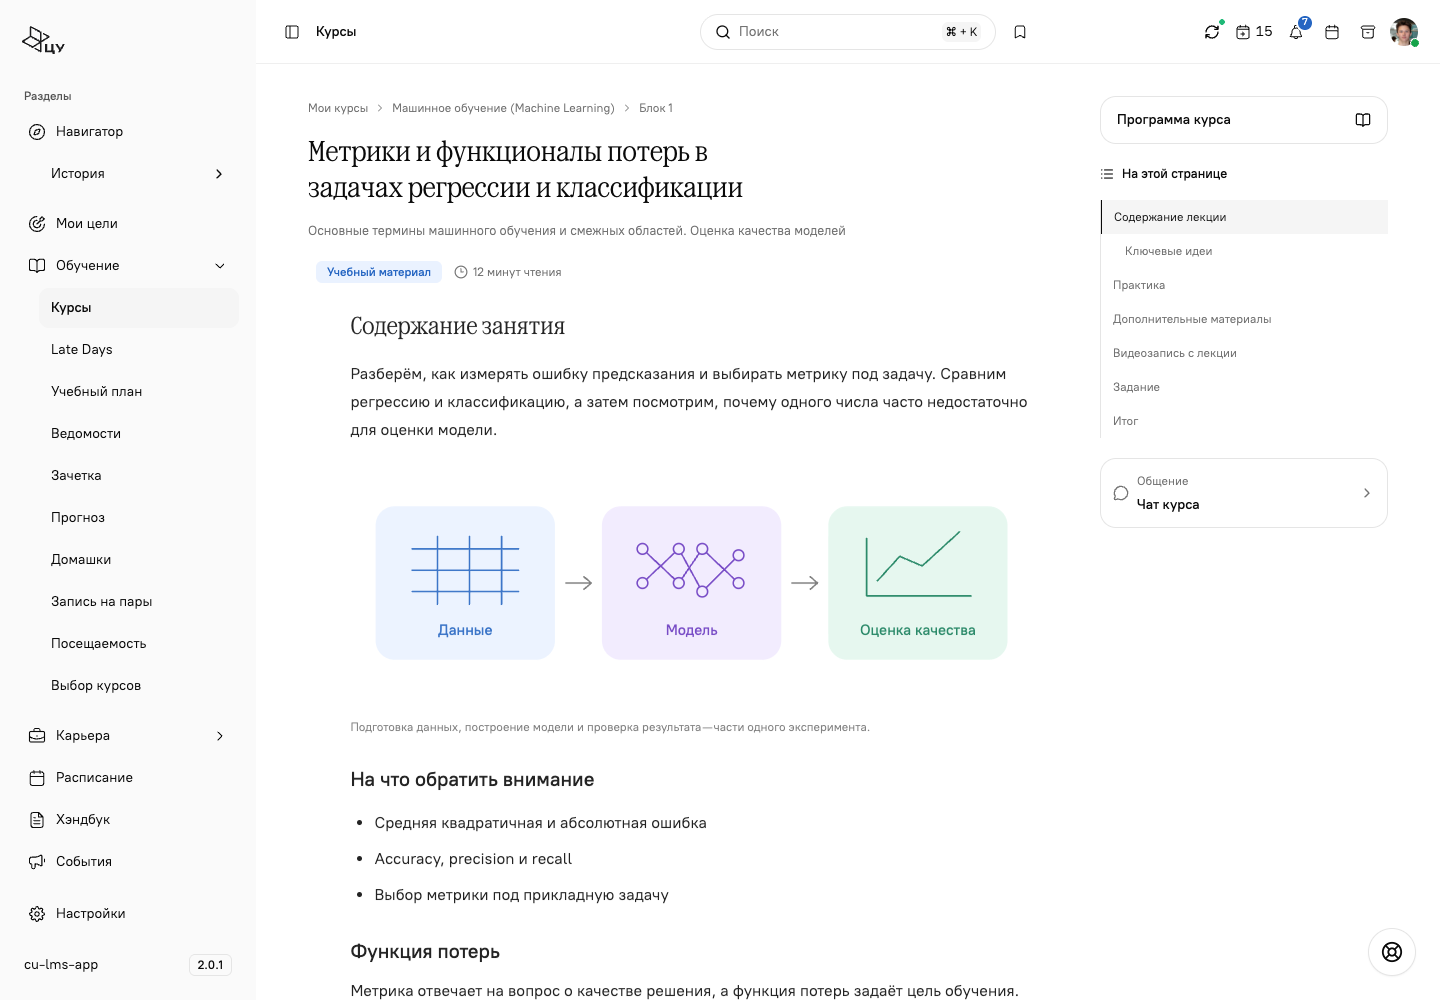 ЦУ
Разделы
Навигатор
История
Мои цели
Обучение
Курсы
Late Days
Учебный план
Ведомости
Зачетка
Прогноз
Домашки
Запись на пары
Посещаемость
Выбор курсов
Карьера
Расписание
Хэндбук
События
Настройки
cu-lms-app 2.0.1
Курсы
Поиск ⌘ + K
15
7
Мои курсы > Машинное обучение (Machine Learning) > Блок 1
Метрики и функционалы потерь в
задачах регрессии и классификации
Основные термины машинного обучения и смежных областей. Оценка качества моделей
Учебный материал 12 минут чтения
Содержание занятия
Разберём, как измерять ошибку предсказания и выбирать метрику под задачу. Сравним
регрессию и классификацию, а затем посмотрим, почему одного числа часто недостаточно
для оценки модели.
Данные
Модель
Оценка качества
Подготовка данных, построение модели и проверка результата—части одного эксперимента.
На что обратить внимание
• Средняя квадратичная и абсолютная ошибка
• Accuracy, precision и recall
• Выбор метрики под прикладную задачу
Функция потерь
Метрика отвечает на вопрос о качестве решения, а функция потерь задаёт цель обучения.
Программа курса
На этой странице
Содержание лекции
Ключевые идеи
Практика
Дополнительные материалы
Видеозапись с лекции
Задание
Итог
Общение
Чат курса